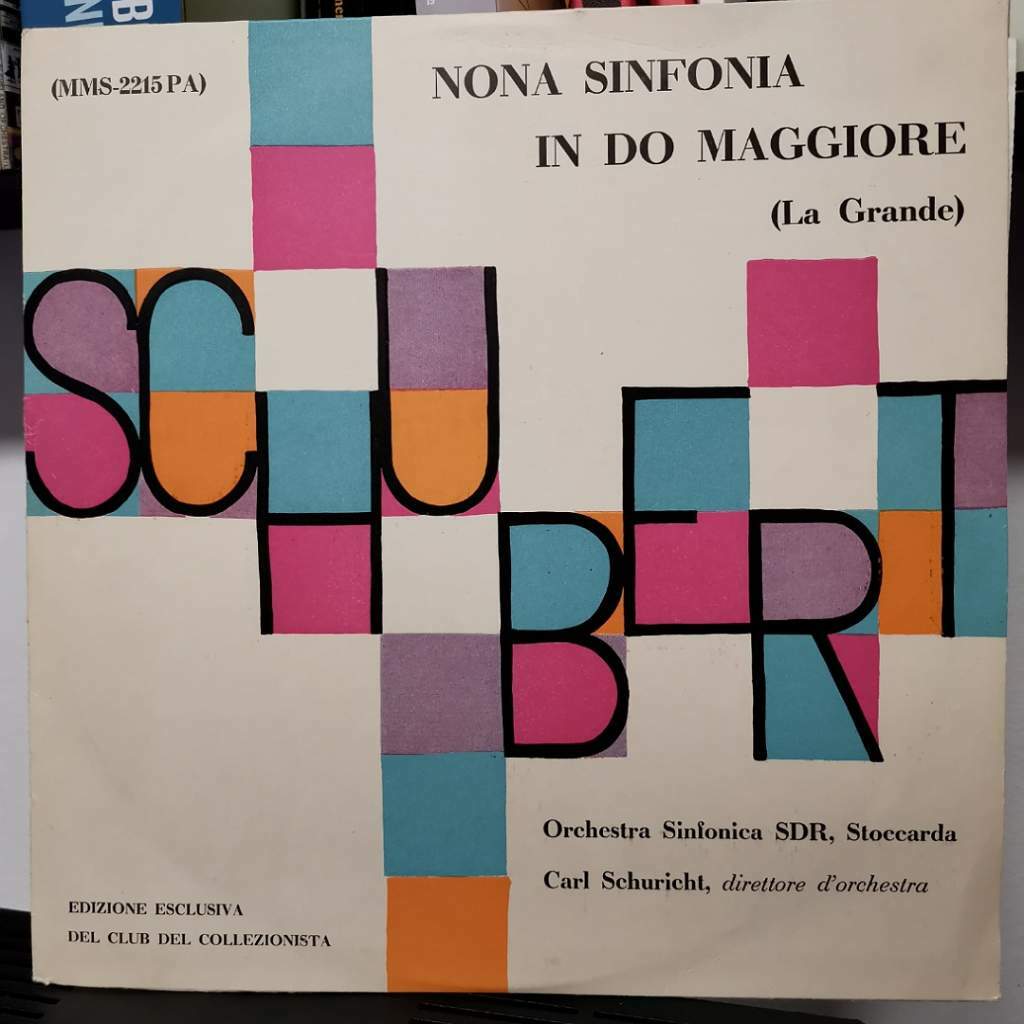 (MMS-2215 PA)
NONA SINFONIA
IN DO MAGGIORE
(La Grande)
SCHUBERT
Orchestra Sinfonica SDR, Stoccarda
Carl Schuricht, direttore d'orchestra
EDIZIONE ESCLUSIVA
DEL CLUB DEL COLLEZIONISTA